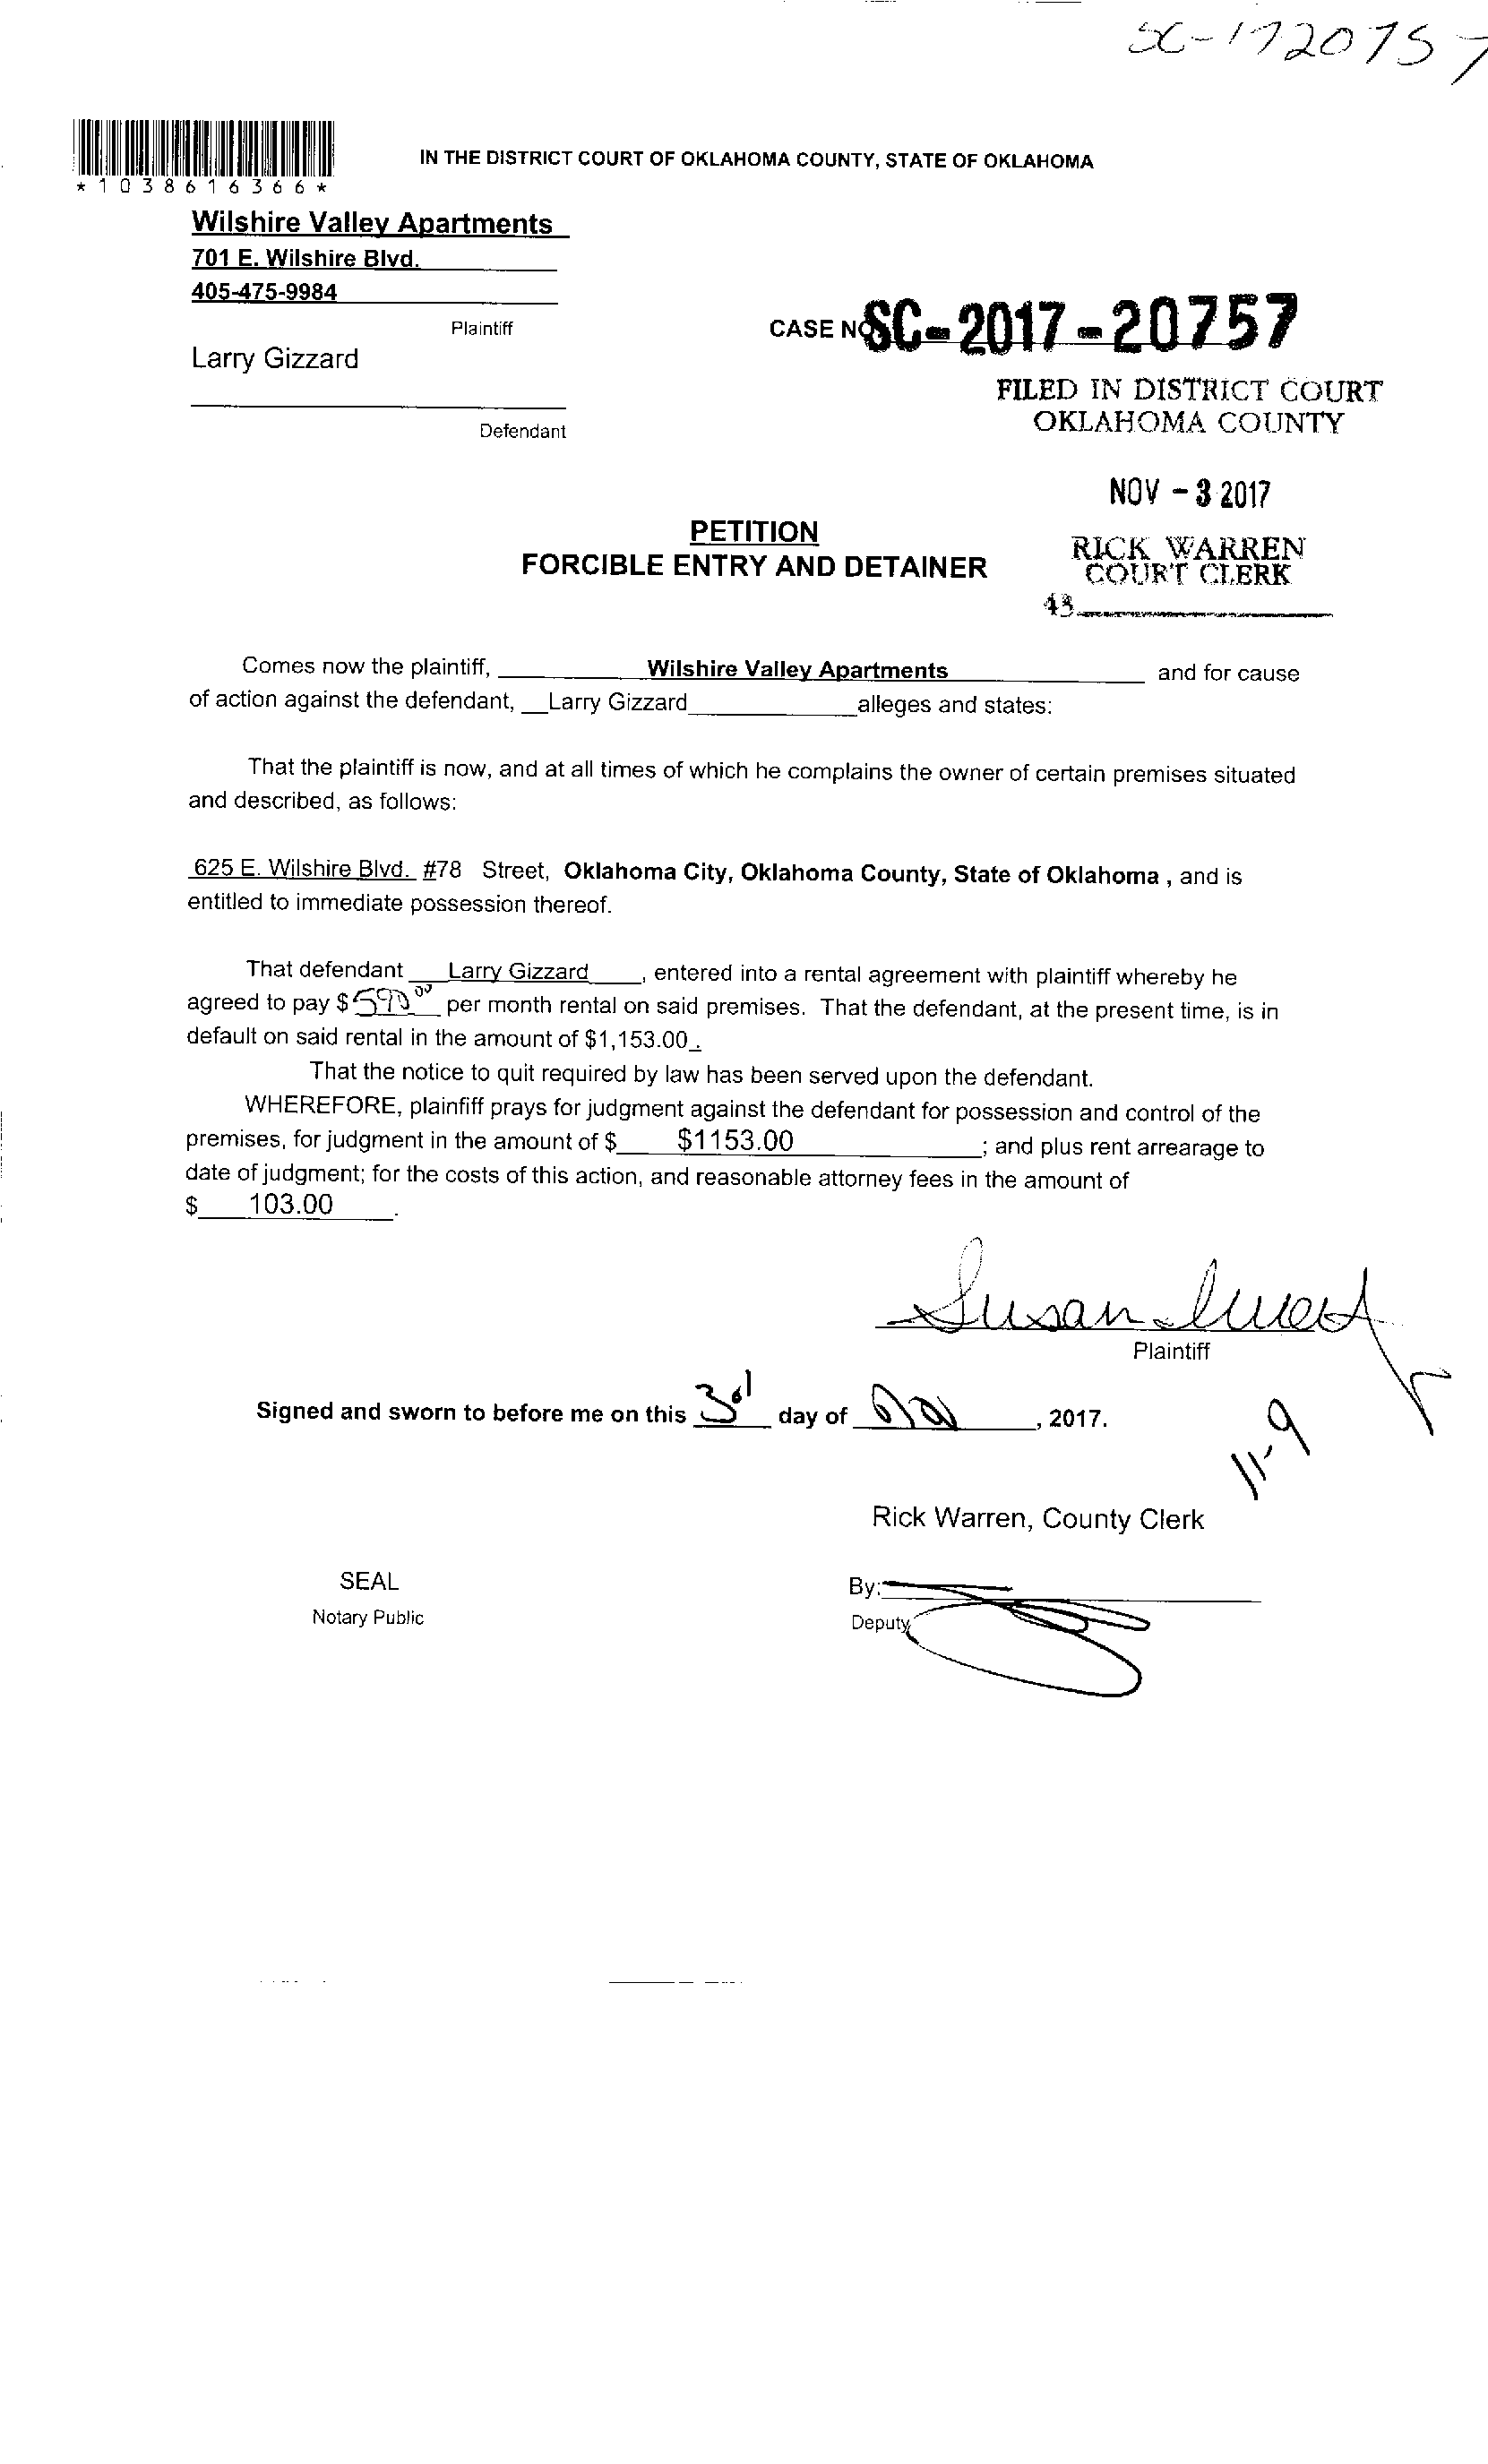 SC-1720757
*1038616366*
IN THE DISTRICT COURT OF OKLAHOMA COUNTY, STATE OF OKLAHOMA
Wilshire Valley Apartments
701 E. Wilshire Blvd.
405-475-9984
Plaintiff
CASE NO SC-2017-20757
Larry Gizzard
FILED IN DISTRICT COURT
OKLAHOMA COUNTY
Defendant
NOV - 3 2017
PETITION
FORCIBLE ENTRY AND DETAINER
RICK WARREN
COURT CLERK
43
Comes now the plaintiff, Wilshire Valley Apartments and for cause
of action against the defendant, Larry Gizzard alleges and states:
That the plaintiff is now, and at all times of which he complains the owner of certain premises situated
and described, as follows:
625 E. Wilshire Blvd. #78 Street, Oklahoma City, Oklahoma County, State of Oklahoma , and is
entitled to immediate possession thereof.
That defendant Larry Gizzard , entered into a rental agreement with plaintiff whereby he
agreed to pay $ per month rental on said premises. That the defendant, at the present time, is in
default on said rental in the amount of $1,153.00 .
That the notice to quit required by law has been served upon the defendant.
WHEREFORE, plainfiff prays for judgment against the defendant for possession and control of the
premises, for judgment in the amount of $ $1153.00 ; and plus rent arrearage to
date of judgment; for the costs of this action, and reasonable attorney fees in the amount of
$ 103.00 .
Susan
Plaintiff
Signed and sworn to before me on this 3rd day of , 2017.
11-9
Rick Warren, County Clerk
SEAL
By:
Notary Public
Deputy